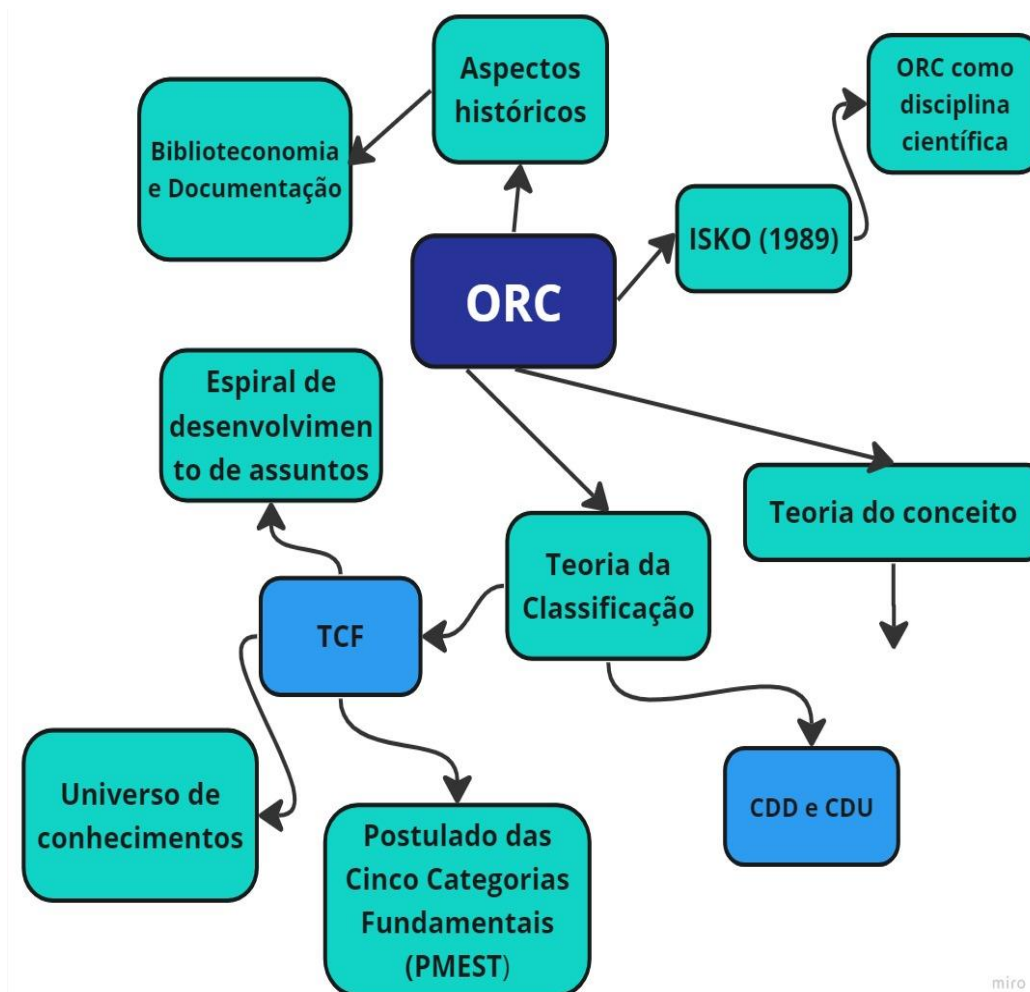 Aspectos
históricos
ORC como
disciplina
científica
Biblioteconomia
e Documentação
ISKO (1989)
ORC
Espiral de
desenvolvimen
to de assuntos
Teoria do conceito
Teoria da
Classificação
TCF
Universo de
conhecimentos
CDD e CDU
Postulado das
Cinco Categorias
Fundamentais
(PMEST)
miro